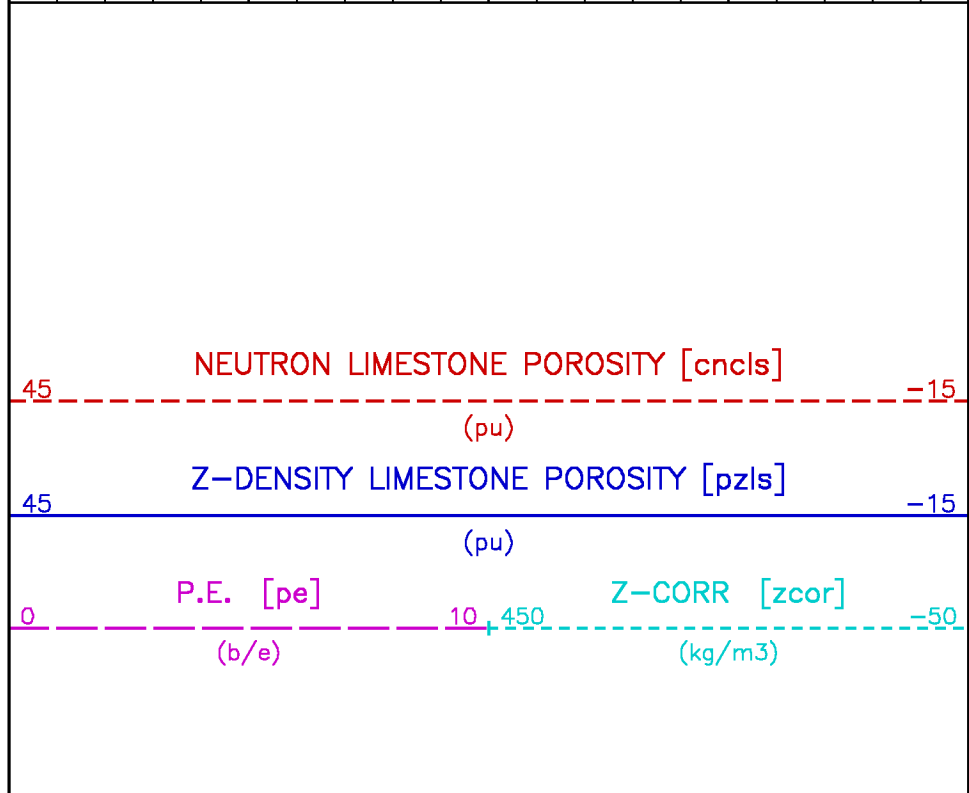 NEUTRON LIMESTONE POROSITY [cncls]
45 -15
(pu)
Z-DENSITY LIMESTONE POROSITY [pzls]
45 -15
(pu)
P.E. [pe] Z-CORR [zcor]
0 10 450 -50
(b/e) (kg/m3)